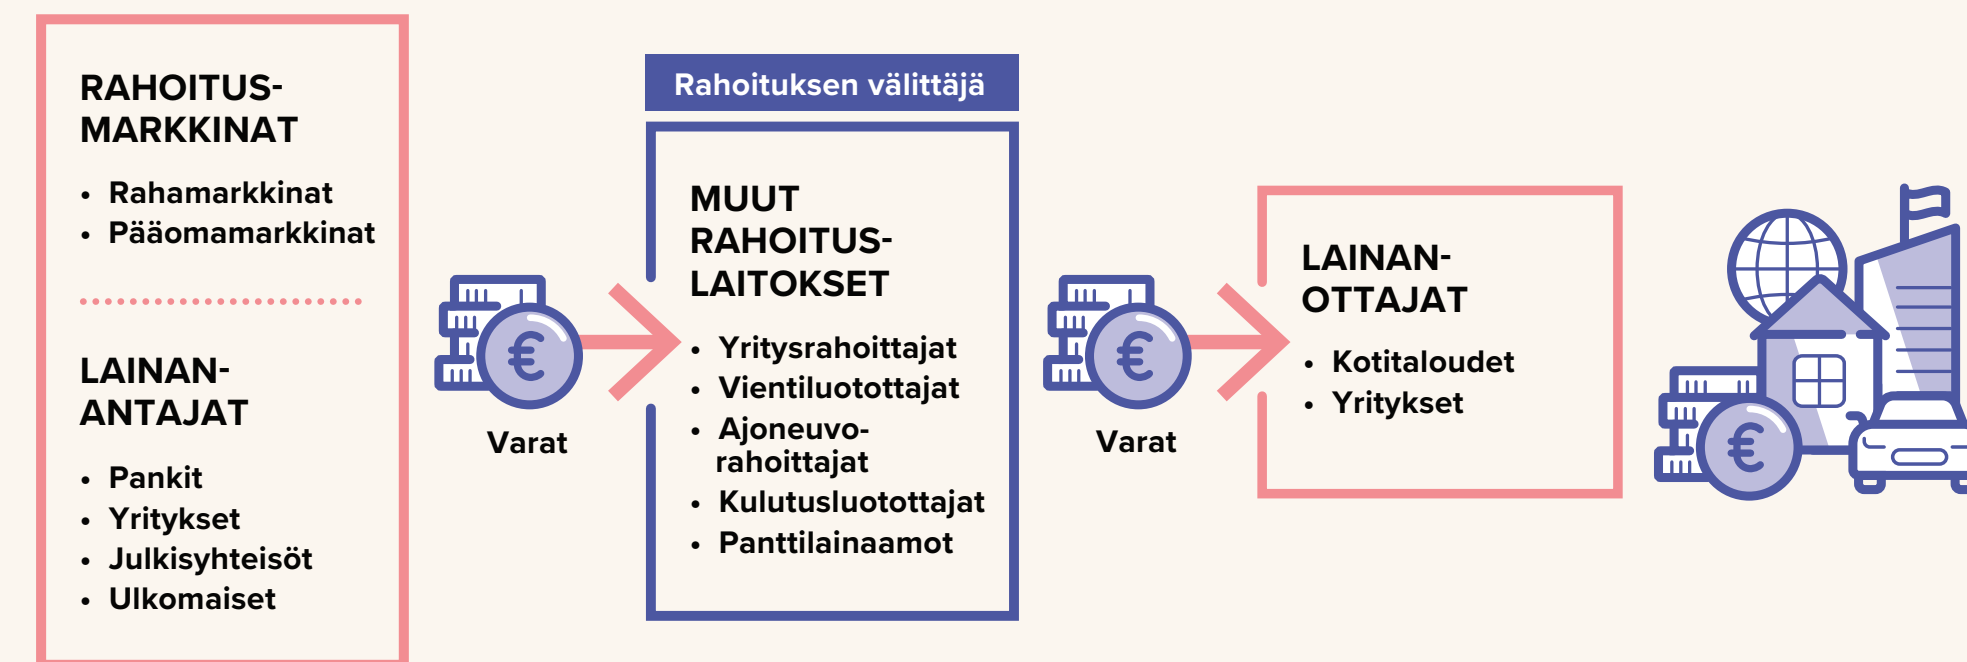 RAHOITUS-
MARKKINAT
• Rahamarkkinat
• Pääomamarkkinat
LAINAN-
ANTAJAT
• Pankit
• Yritykset
• Julkisyhteisöt
• Ulkomaiset
€
Varat
Rahoituksen välittäjä
MUUT
RAHOITUS-
LAITOKSET
• Yritysrahoittajat
• Vientiluotottajat
• Ajoneuvo-
rahoittajat
• Kulutusluotottajat
• Panttilainaamot
€
Varat
LAINAN-
OTTAJAT
• Kotitaloudet
• Yritykset
€